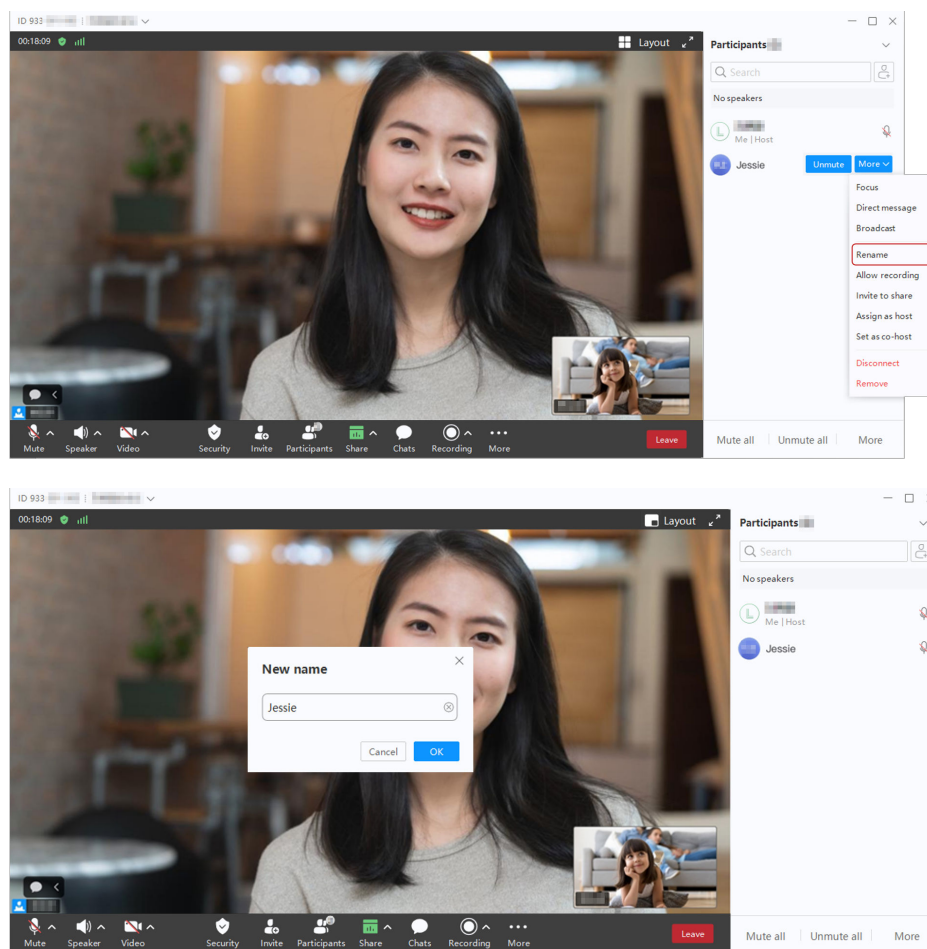 ID 933
00:18:09
Layout
Participants
Search
No speakers
L
Me | Host
Jessie
Unmute
More
Focus
Direct message
Broadcast
Rename
Allow recording
Invite to share
Assign as host
Set as co-host
Disconnect
Remove
Mute
Speaker
Video
Security
Invite
Participants
Share
Chats
Recording
More
Leave
Mute all
Unmute all
More
ID 933
00:18:09
Layout
Participants
Search
No speakers
L
Me | Host
Jessie
New name
Jessie
Cancel
OK
Mute
Speaker
Video
Security
Invite
Participants
Share
Chats
Recording
More
Leave
Mute all
Unmute all
More